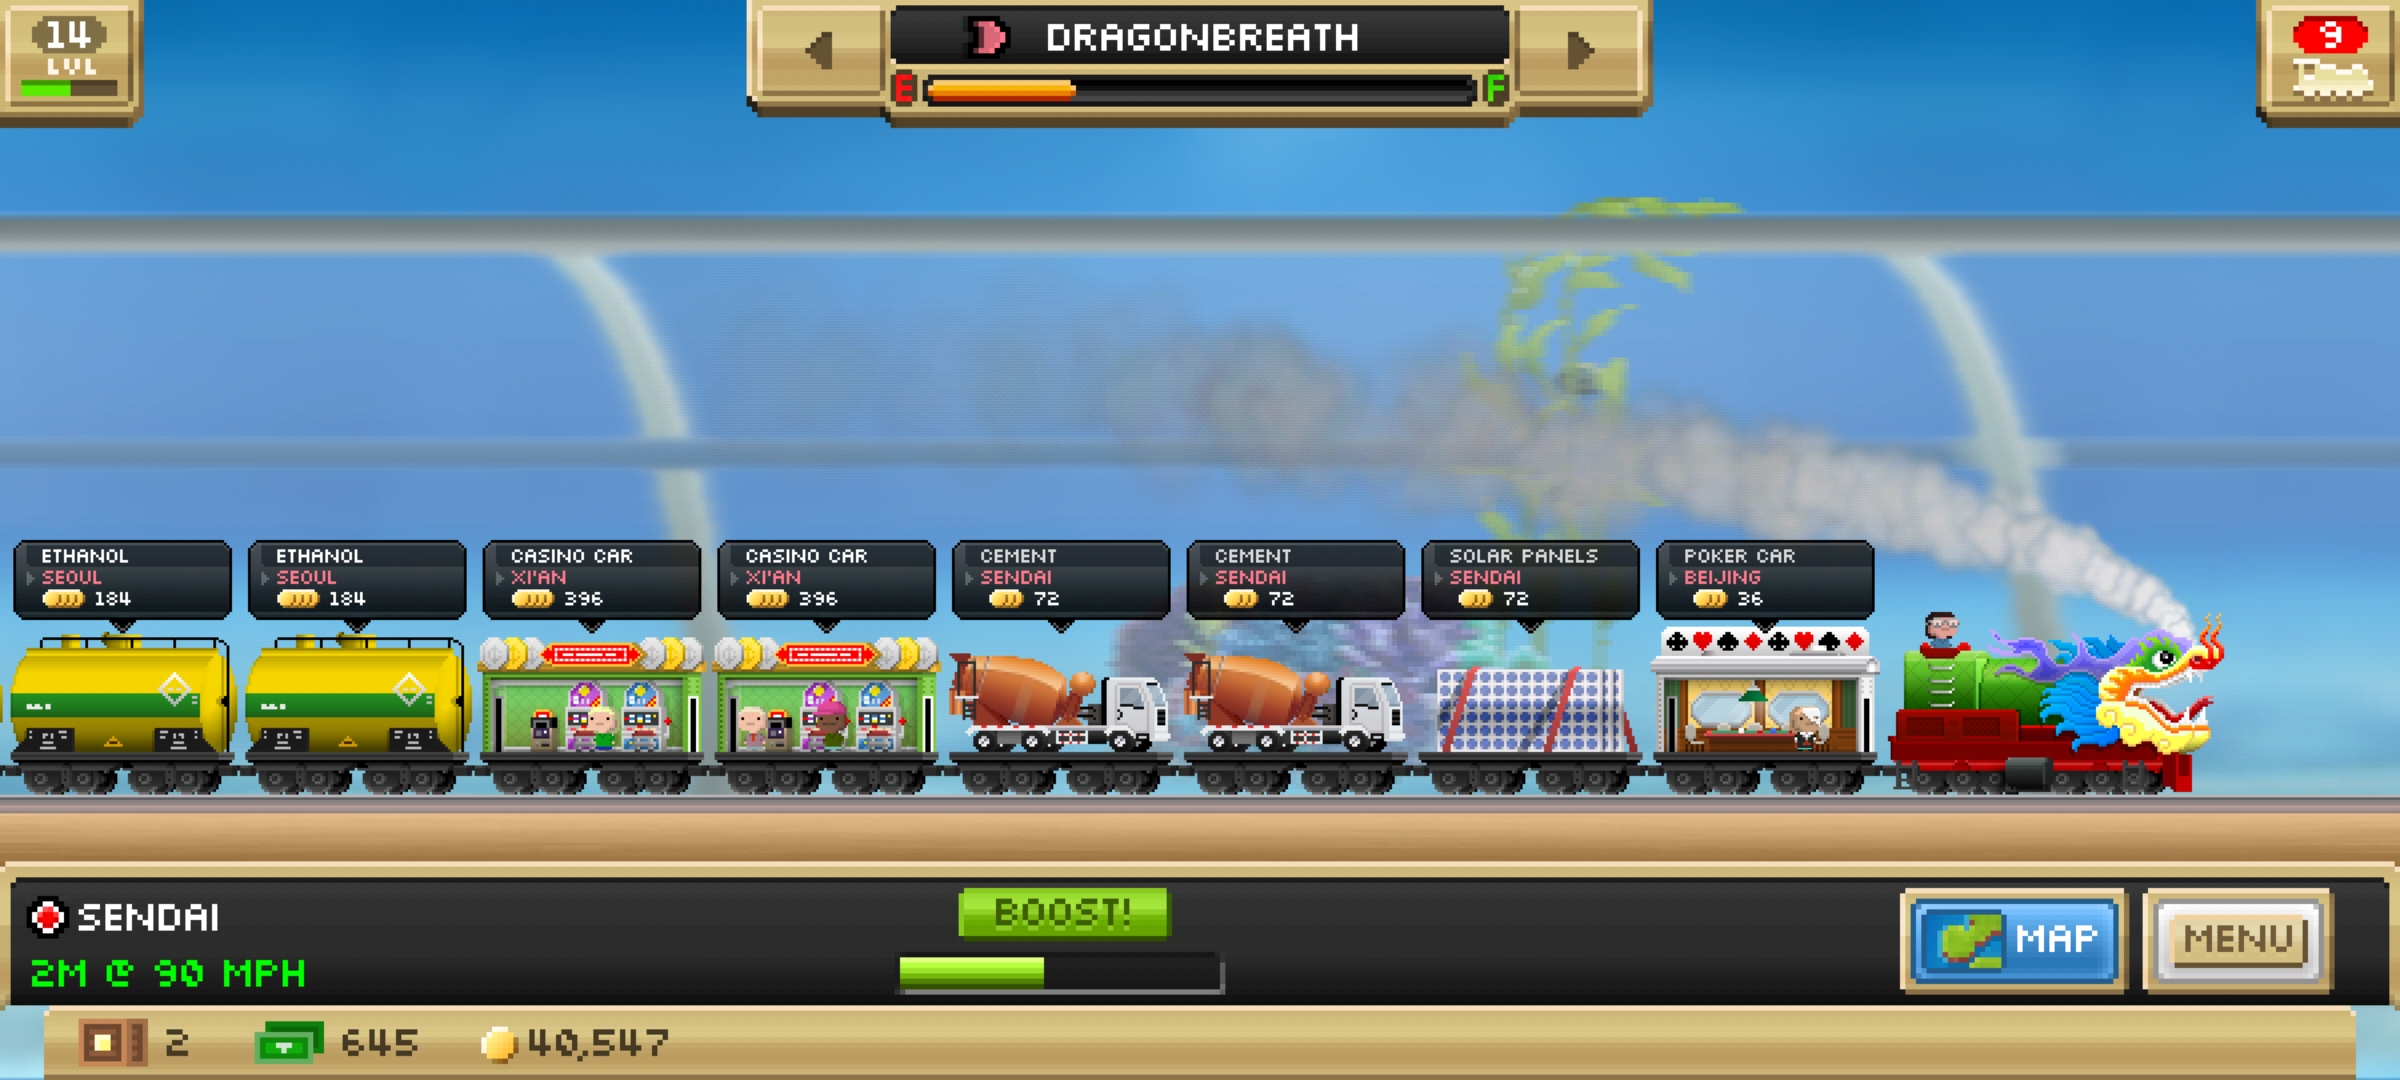 14
LVL
DRAGONBREATH
E F
9
ETHANOL
SEOUL
184
ETHANOL
SEOUL
184
CASINO CAR
XI'AN
396
CASINO CAR
XI'AN
396
CEMENT
SENDAI
72
CEMENT
SENDAI
72
SOLAR PANELS
SENDAI
72
POKER CAR
BEIJING
36
SENDAI
2M @ 90 MPH
BOOST!
MAP
MENU
2
645
40,547